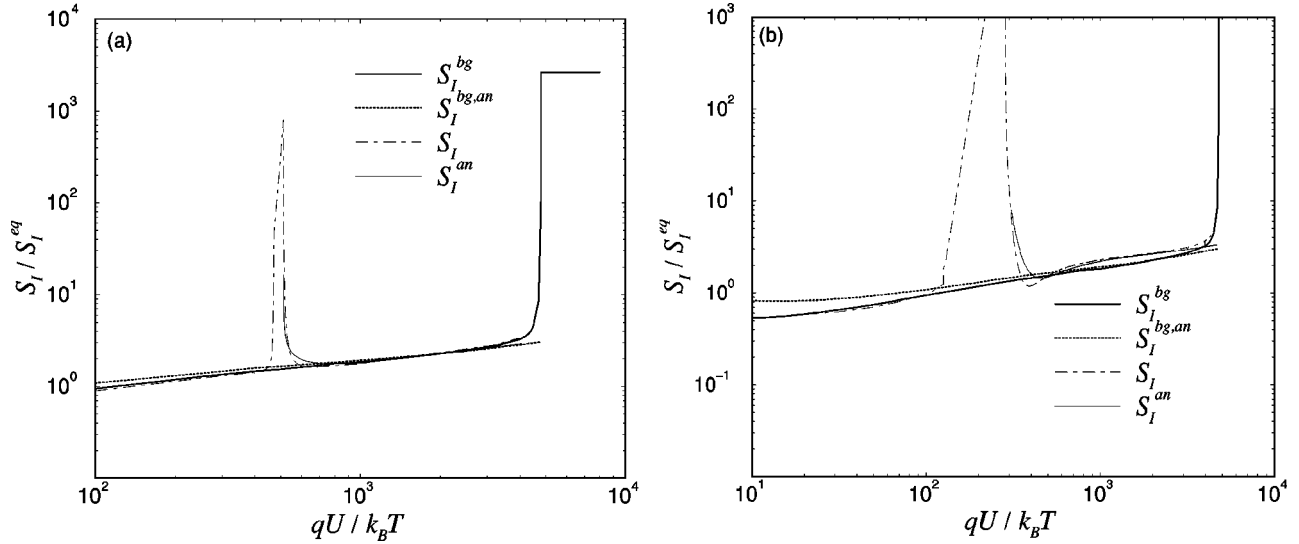 (a)
S_I / S_I^{eq}
10^4
10^3
10^2
10^1
10^0
S_I^{bg}
S_I^{bg,an}
S_I
S_I^{an}
10^2
10^3
10^4
qU / k_BT
(b)
S_I / S_I^{eq}
10^3
10^2
10^1
10^0
10^{-1}
S_I^{bg}
S_I^{bg,an}
S_I
S_I^{an}
10^1
10^2
10^3
10^4
qU / k_BT